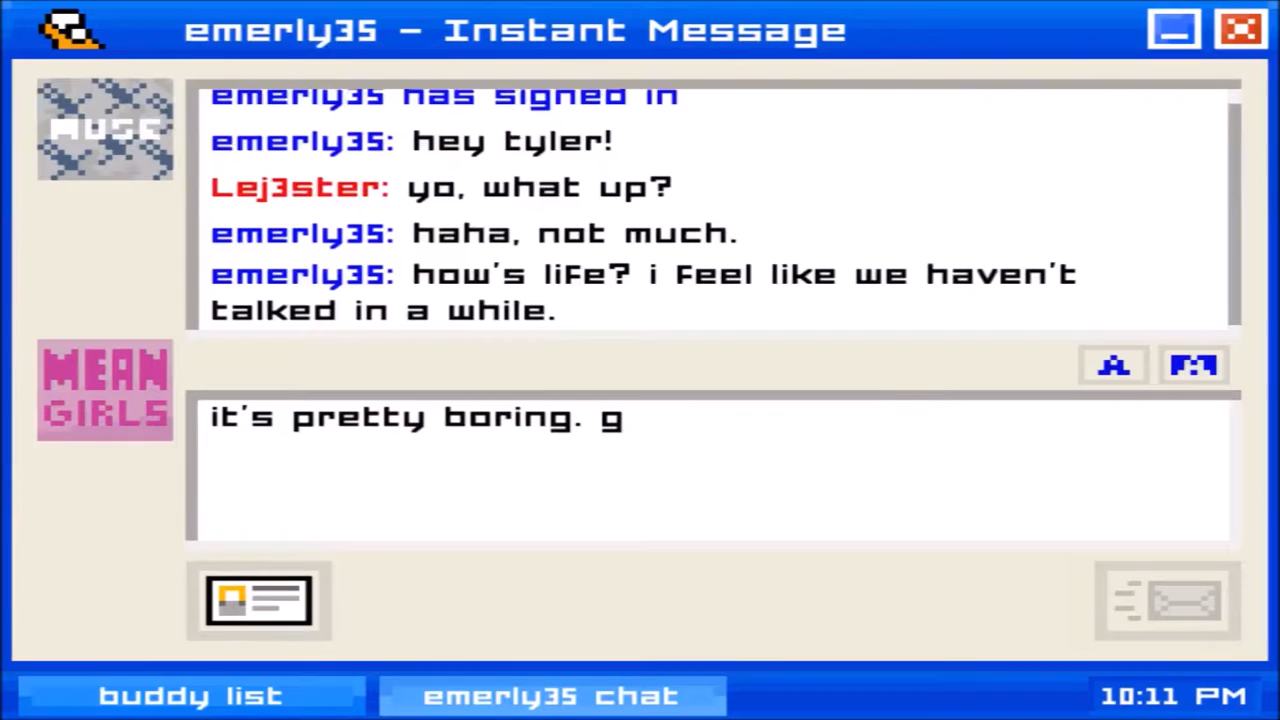 emerly35 - Instant Message
MUSE
emerly35 has signed in
emerly35: hey tyler!
Lej3ster: yo, what up?
emerly35: haha, not much.
emerly35: how's life? i feel like we haven't
talked in a while.
MEAN
GIRLS
A
M
it's pretty boring. g
buddy list
emerly35 chat
10:11 PM